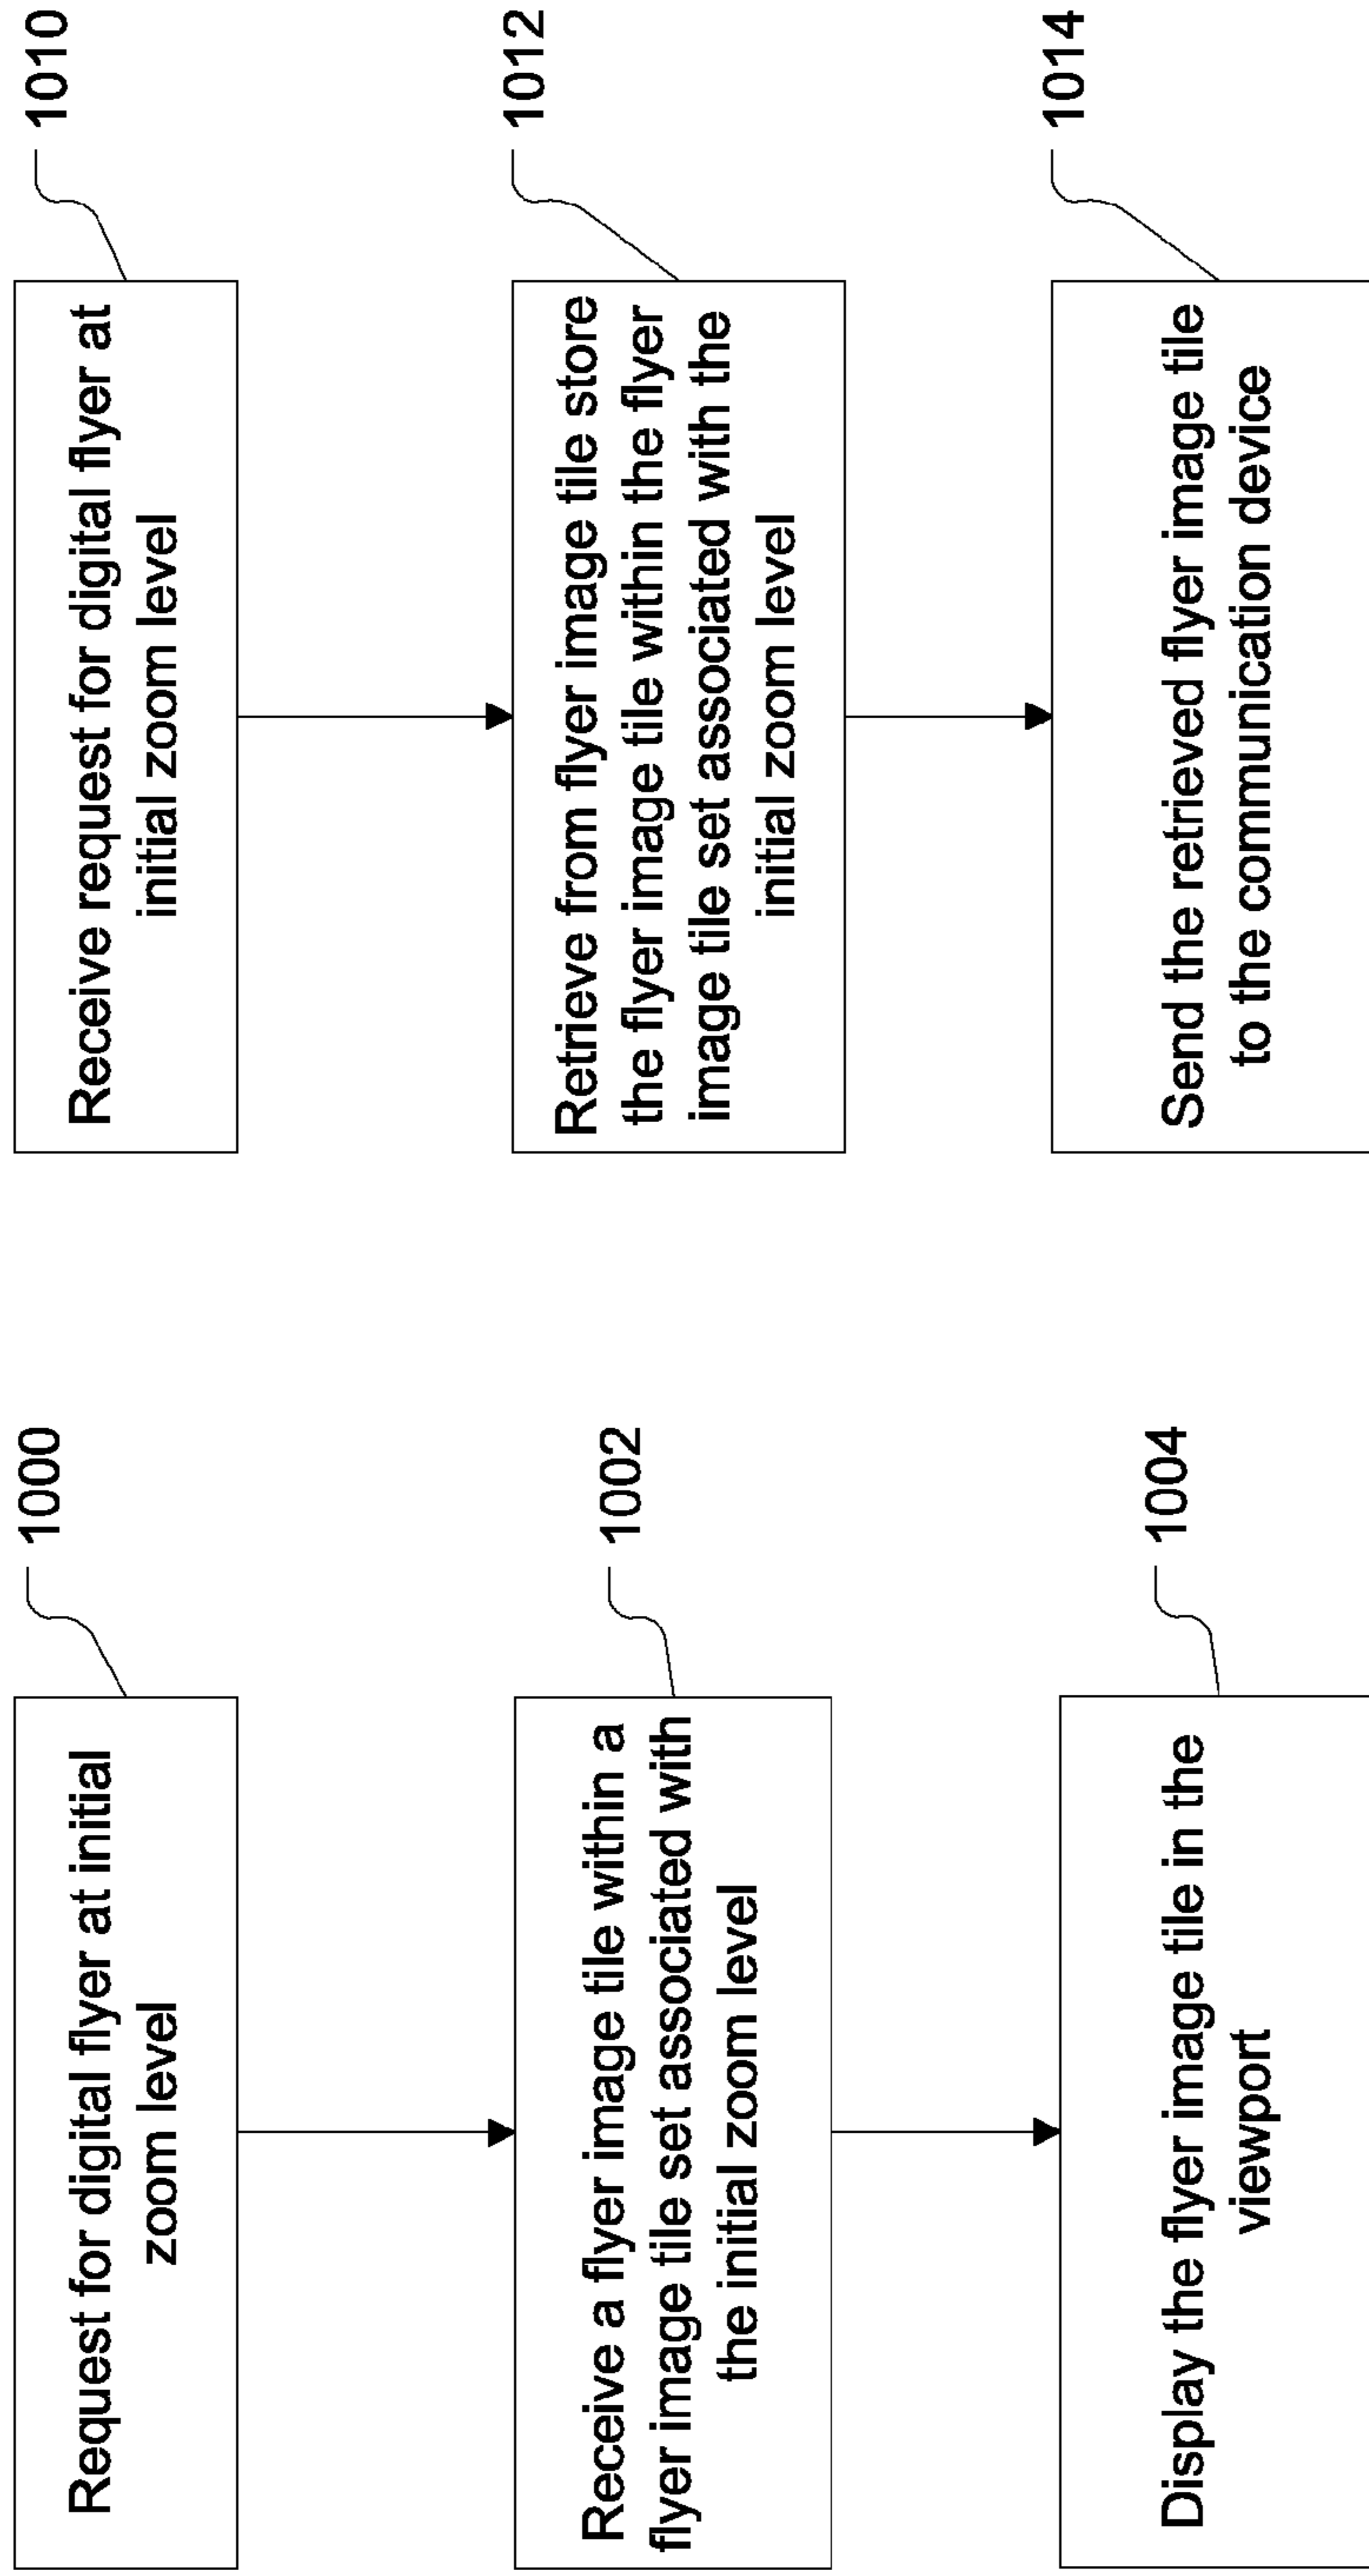 Request for digital flyer at initial
zoom level
1000
Receive a flyer image tile within a
flyer image tile set associated with
the initial zoom level
1002
Display the flyer image tile in the
viewport
1004
Receive request for digital flyer at
initial zoom level
1010
Retrieve from flyer image tile store
the flyer image tile within the flyer
image tile set associated with the
initial zoom level
1012
Send the retrieved flyer image tile
to the communication device
1014